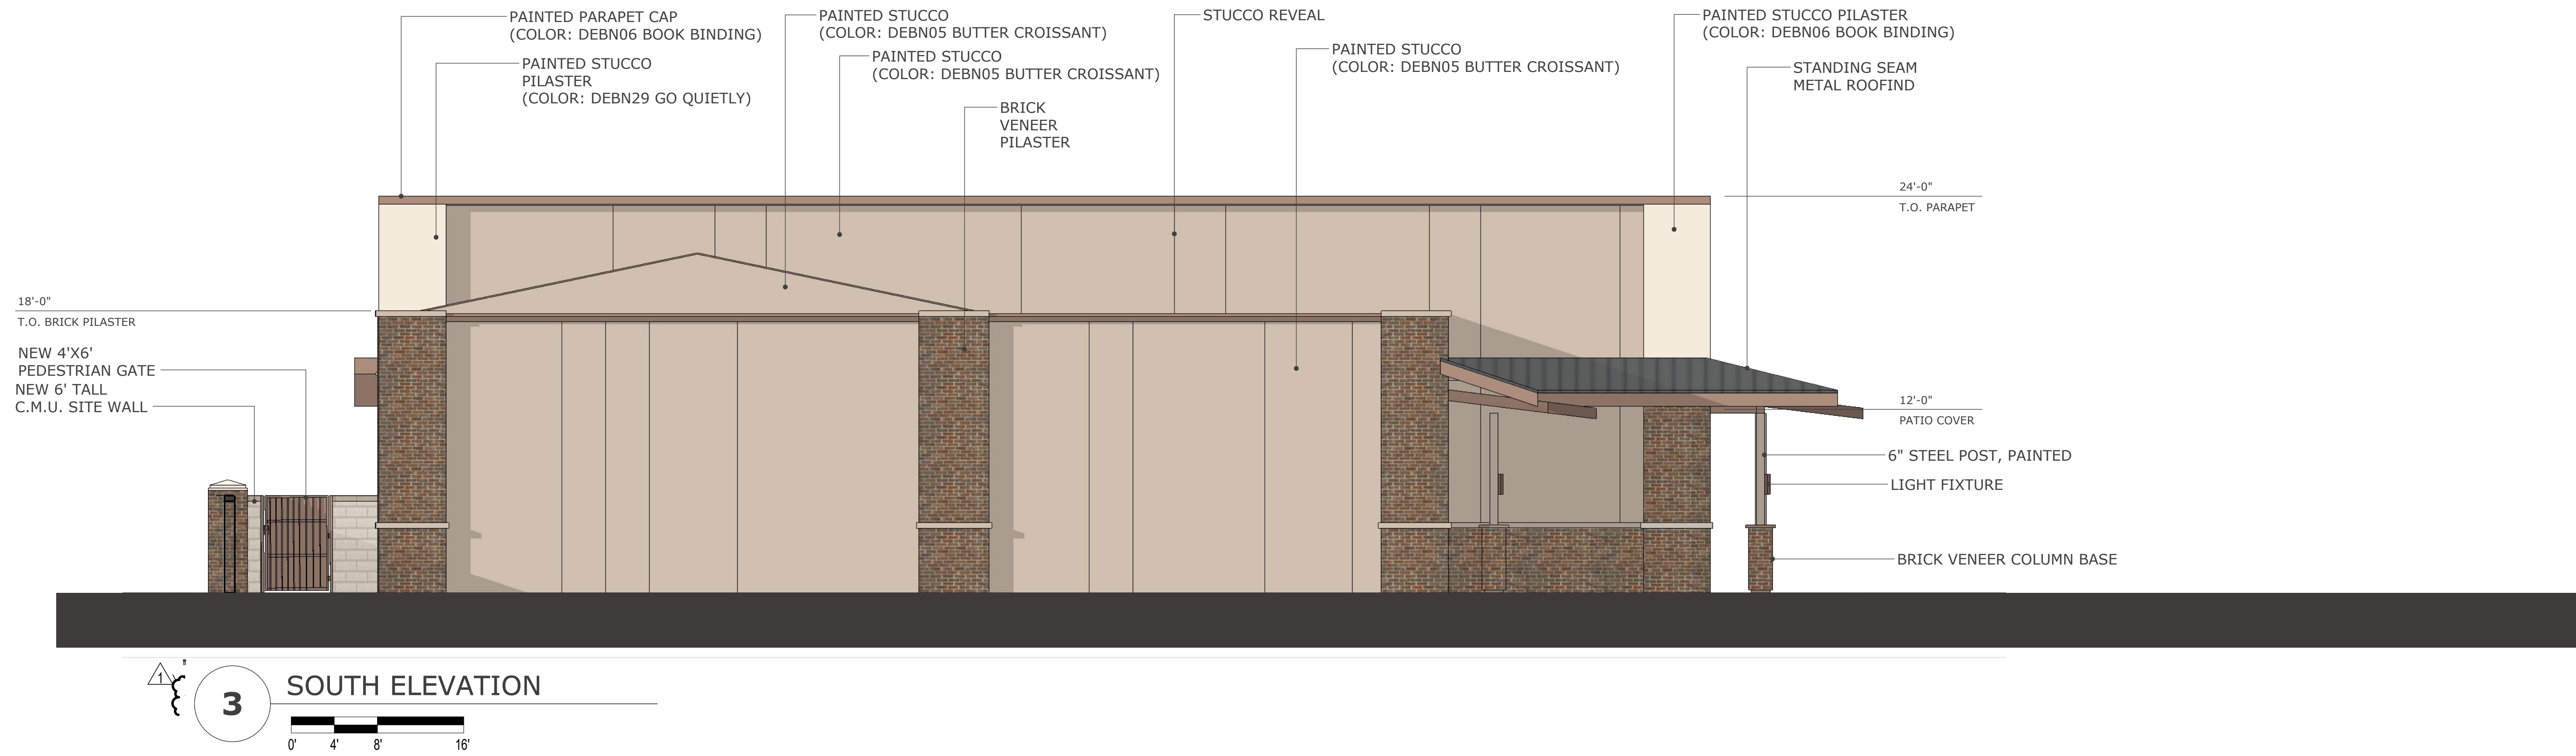 PAINTED PARAPET CAP
(COLOR: DEBN06 BOOK BINDING)
PAINTED STUCCO
PILASTER
(COLOR: DEBN29 GO QUIETLY)
PAINTED STUCCO
(COLOR: DEBN05 BUTTER CROISSANT)
PAINTED STUCCO
(COLOR: DEBN05 BUTTER CROISSANT)
BRICK
VENEER
PILASTER
STUCCO REVEAL
PAINTED STUCCO
(COLOR: DEBN05 BUTTER CROISSANT)
PAINTED STUCCO PILASTER
(COLOR: DEBN06 BOOK BINDING)
STANDING SEAM
METAL ROOFIND
24'-0"
T.O. PARAPET
18'-0"
T.O. BRICK PILASTER
NEW 4'X6'
PEDESTRIAN GATE
NEW 6' TALL
C.M.U. SITE WALL
12'-0"
PATIO COVER
6" STEEL POST, PAINTED
LIGHT FIXTURE
BRICK VENEER COLUMN BASE
1
3
SOUTH ELEVATION
0' 4' 8' 16'